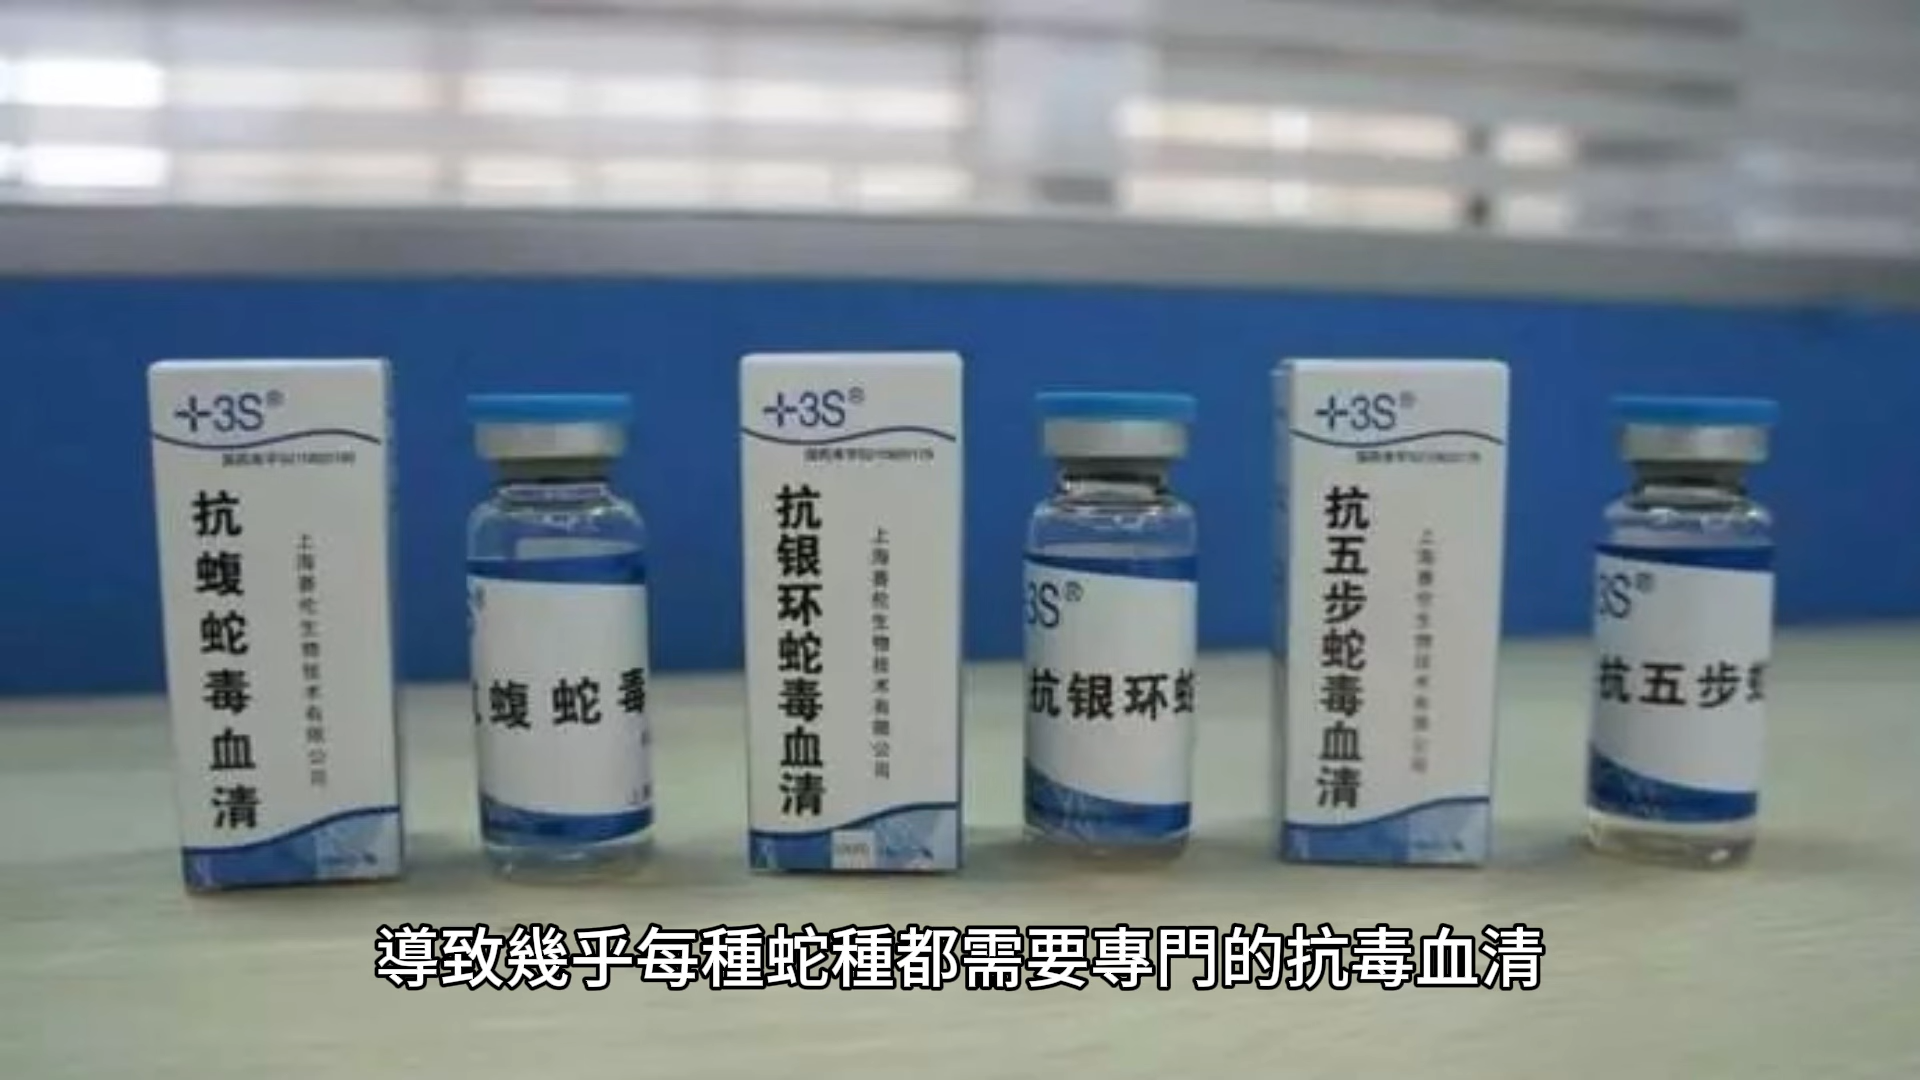 3S®
抗蝮蛇毒血清
上海赛伦生物技术有限公司
蝮蛇毒
3S®
抗银环蛇毒血清
上海赛伦生物技术有限公司
3S®
抗银环蛇
3S®
抗五步蛇毒血清
上海赛伦生物技术有限公司
3S®
抗五步蛇
導致幾乎每種蛇種都需要專門的抗毒血清